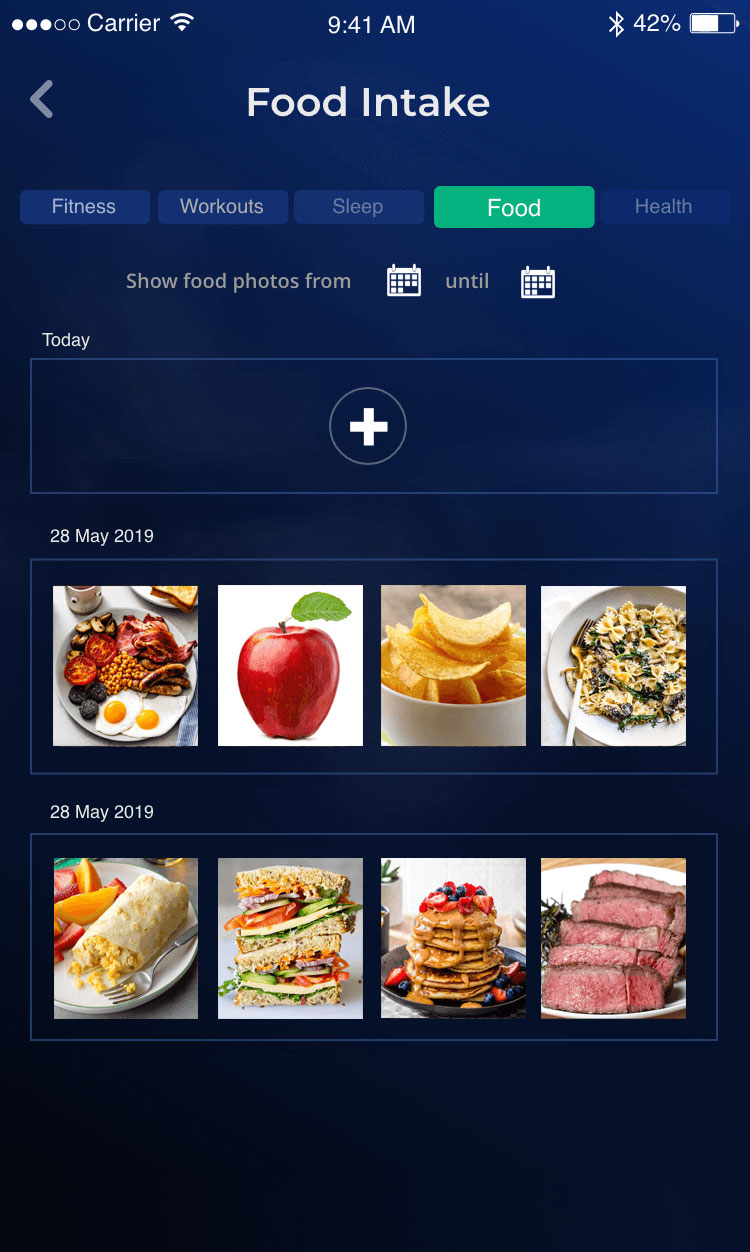 Carrier 9:41 AM 42%
Food Intake
Fitness Workouts Sleep Food Health
Show food photos from until
Today
28 May 2019
28 May 2019